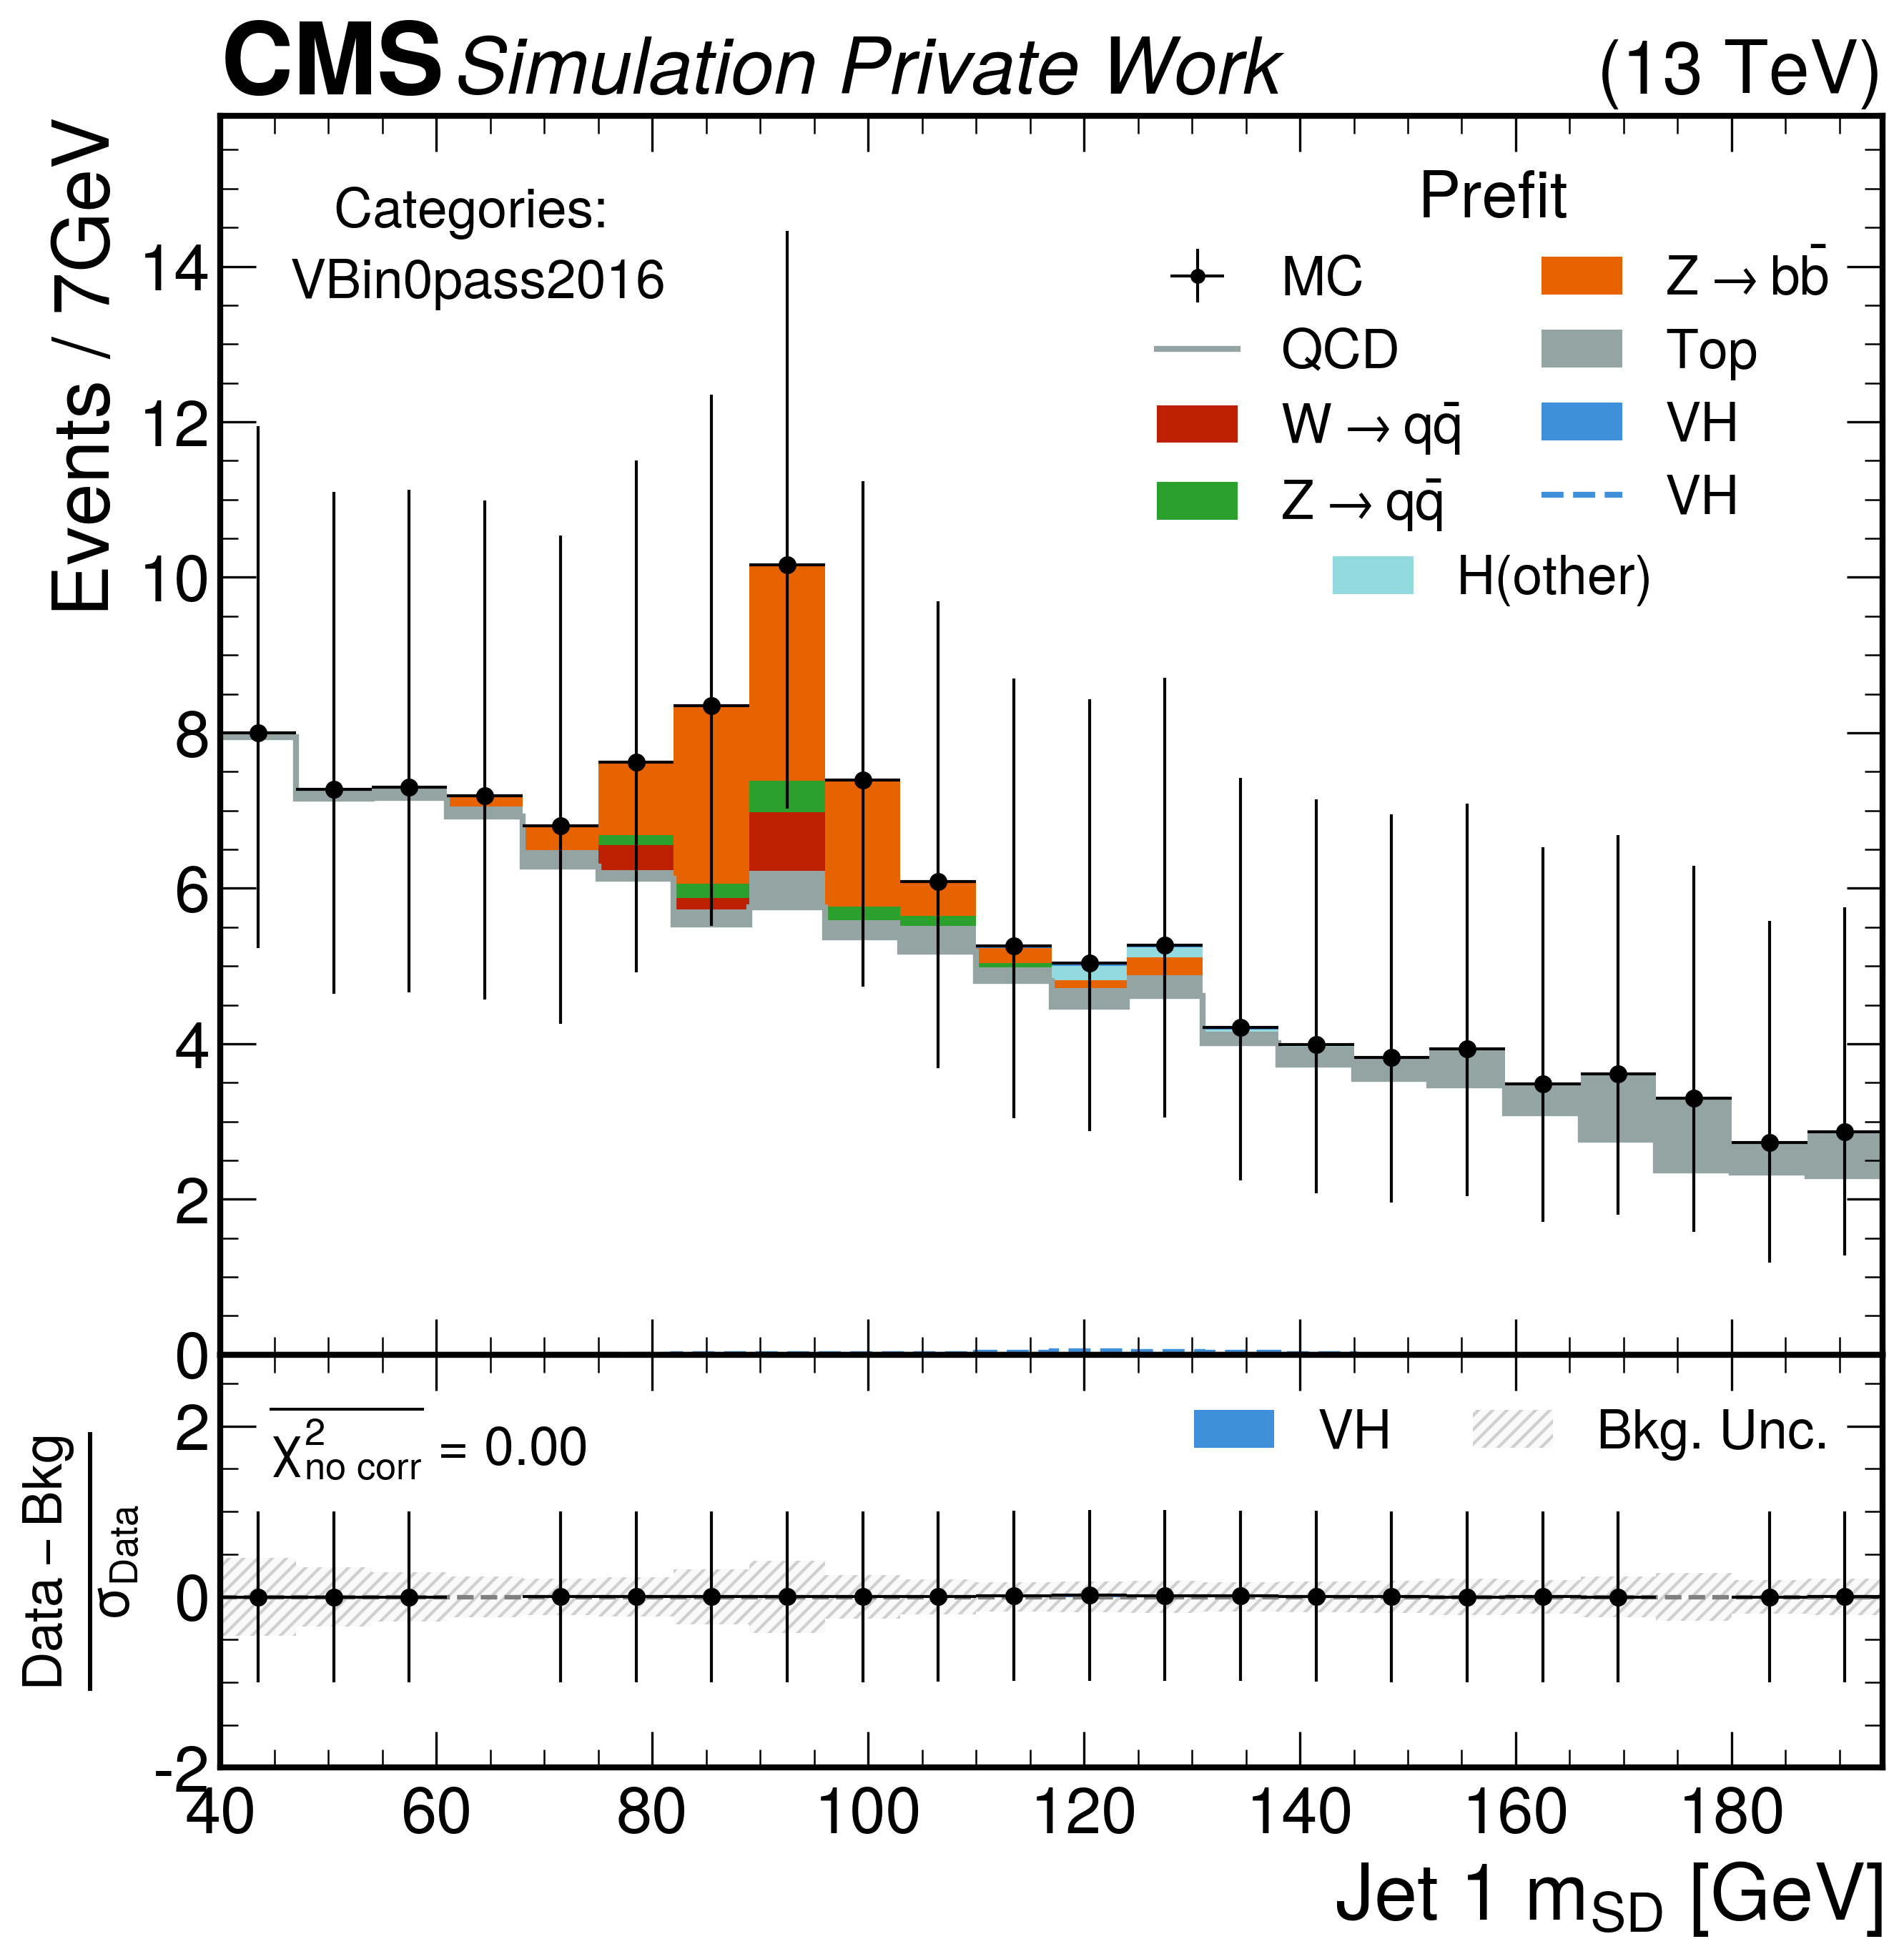 CMS Simulation Private Work (13 TeV)
Events / 7GeV
Categories:
VBin0pass2016
Prefit
MC
QCD
W → qq̄
Z → qq̄
Z → bb̄
Top
VH
VH
H(other)
14
12
10
8
6
4
2
0
Data – Bkg
σData
χ²no corr = 0.00
VH
Bkg. Unc.
2
0
-2
40 60 80 100 120 140 160 180
Jet 1 mSD [GeV]